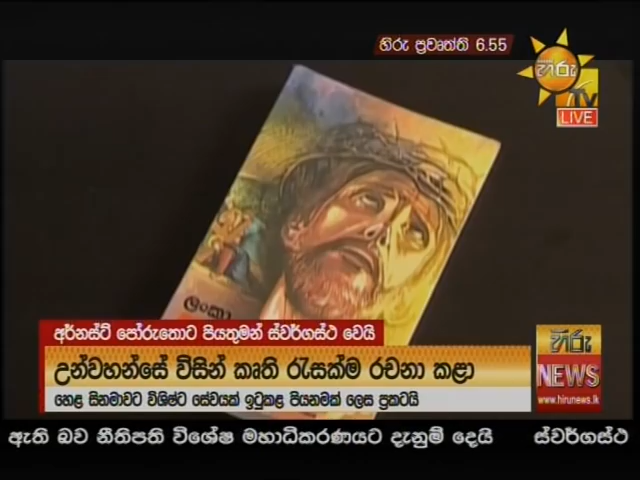 හිරු ප්‍රවෘත්ති 6.55
හිරු
TV
LIVE
ලංකා
අර්නස්ට් පෝරුතොට පියතුමන් ස්වර්ගස්ථ වෙයි
උන්වහන්සේ විසින් කෘති රැසක්ම රචනා කළා
හෙළ සිනමාවට විශිෂ්ට සේවයක් ඉටුකළ පියනමක් ලෙස ප්‍රකටයි
හිරු
NEWS
www.hirunews.lk
ඇති බව නීතිපති විශේෂ මහාධිකරණයට දැනුම් දෙයි ස්වර්ගස්ථ